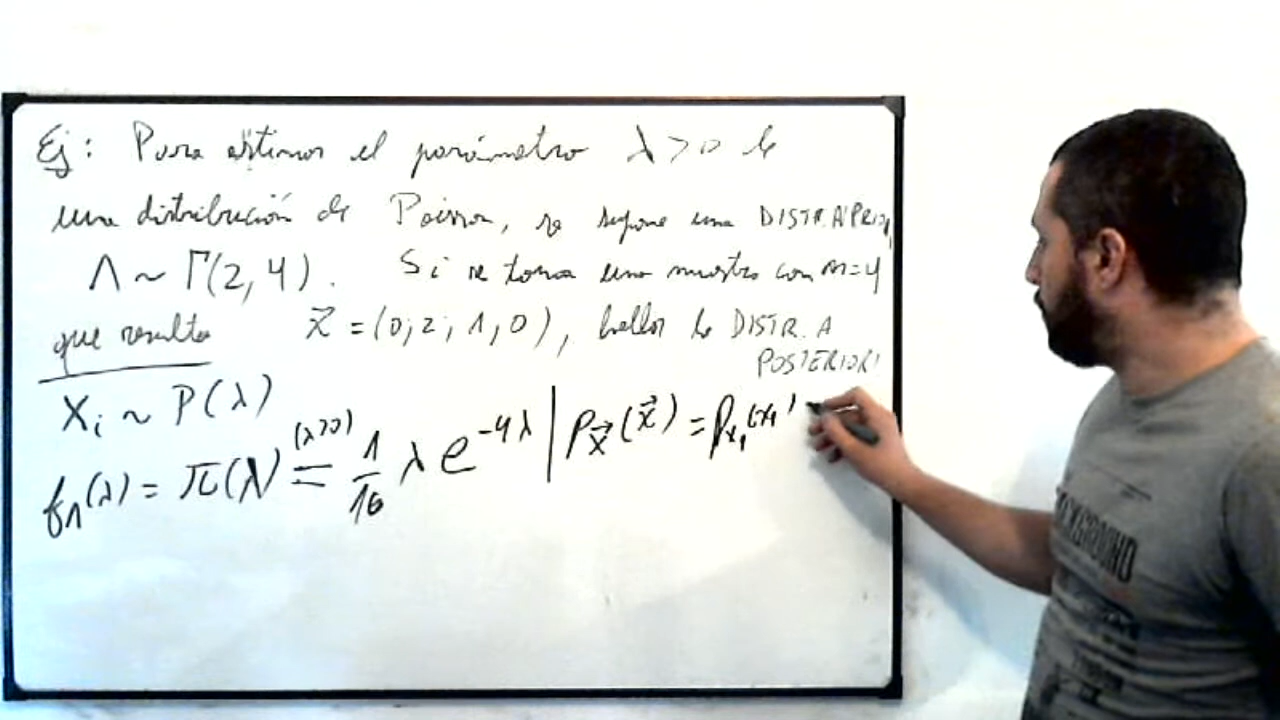 Ej: Para estimar el parámetro λ>0 de
una distribución de Poisson, se supone una DISTR. A PRIORI
Λ ~ Γ(2,4). Si se toma una muestra con n=4
que resulta x⃗ = (0; 2; 1; 0), hallar la DISTR. A
POSTERIORI
Xᵢ ~ P(λ)
f_Λ(λ) = π(λ) =^(λ>0) 1/16 λ e^(-4λ) | P_X⃗(x⃗) = P_X₁(x₁)
KGROUND